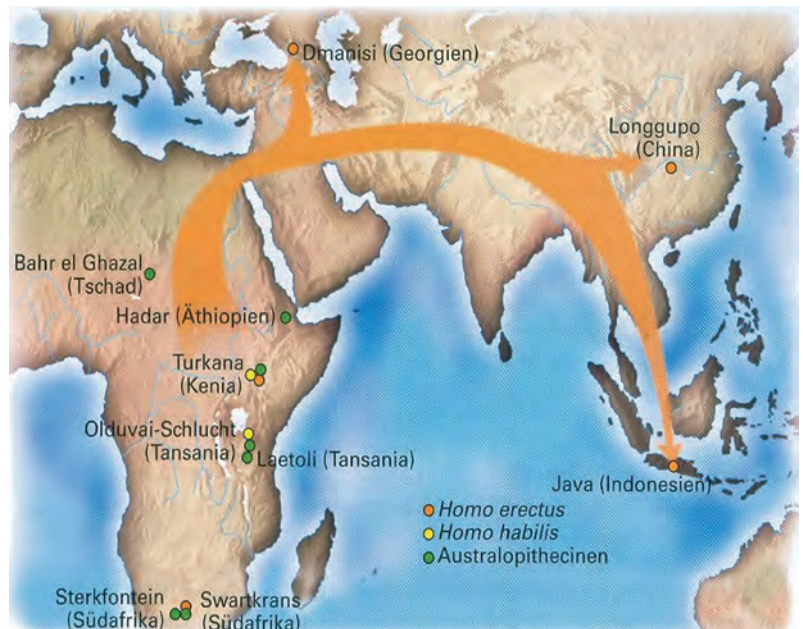 Dmanisi (Georgien)
Longgupo
(China)
Bahr el Ghazal
(Tschad)
Hadar (Äthiopien)
Turkana
(Kenia)
Olduvai-Schlucht
(Tansania)
Laetoli (Tansania)
Java (Indonesien)
Homo erectus
Homo habilis
Australopithecinen
Sterkfontein
(Südafrika)
Swartkrans
(Südafrika)